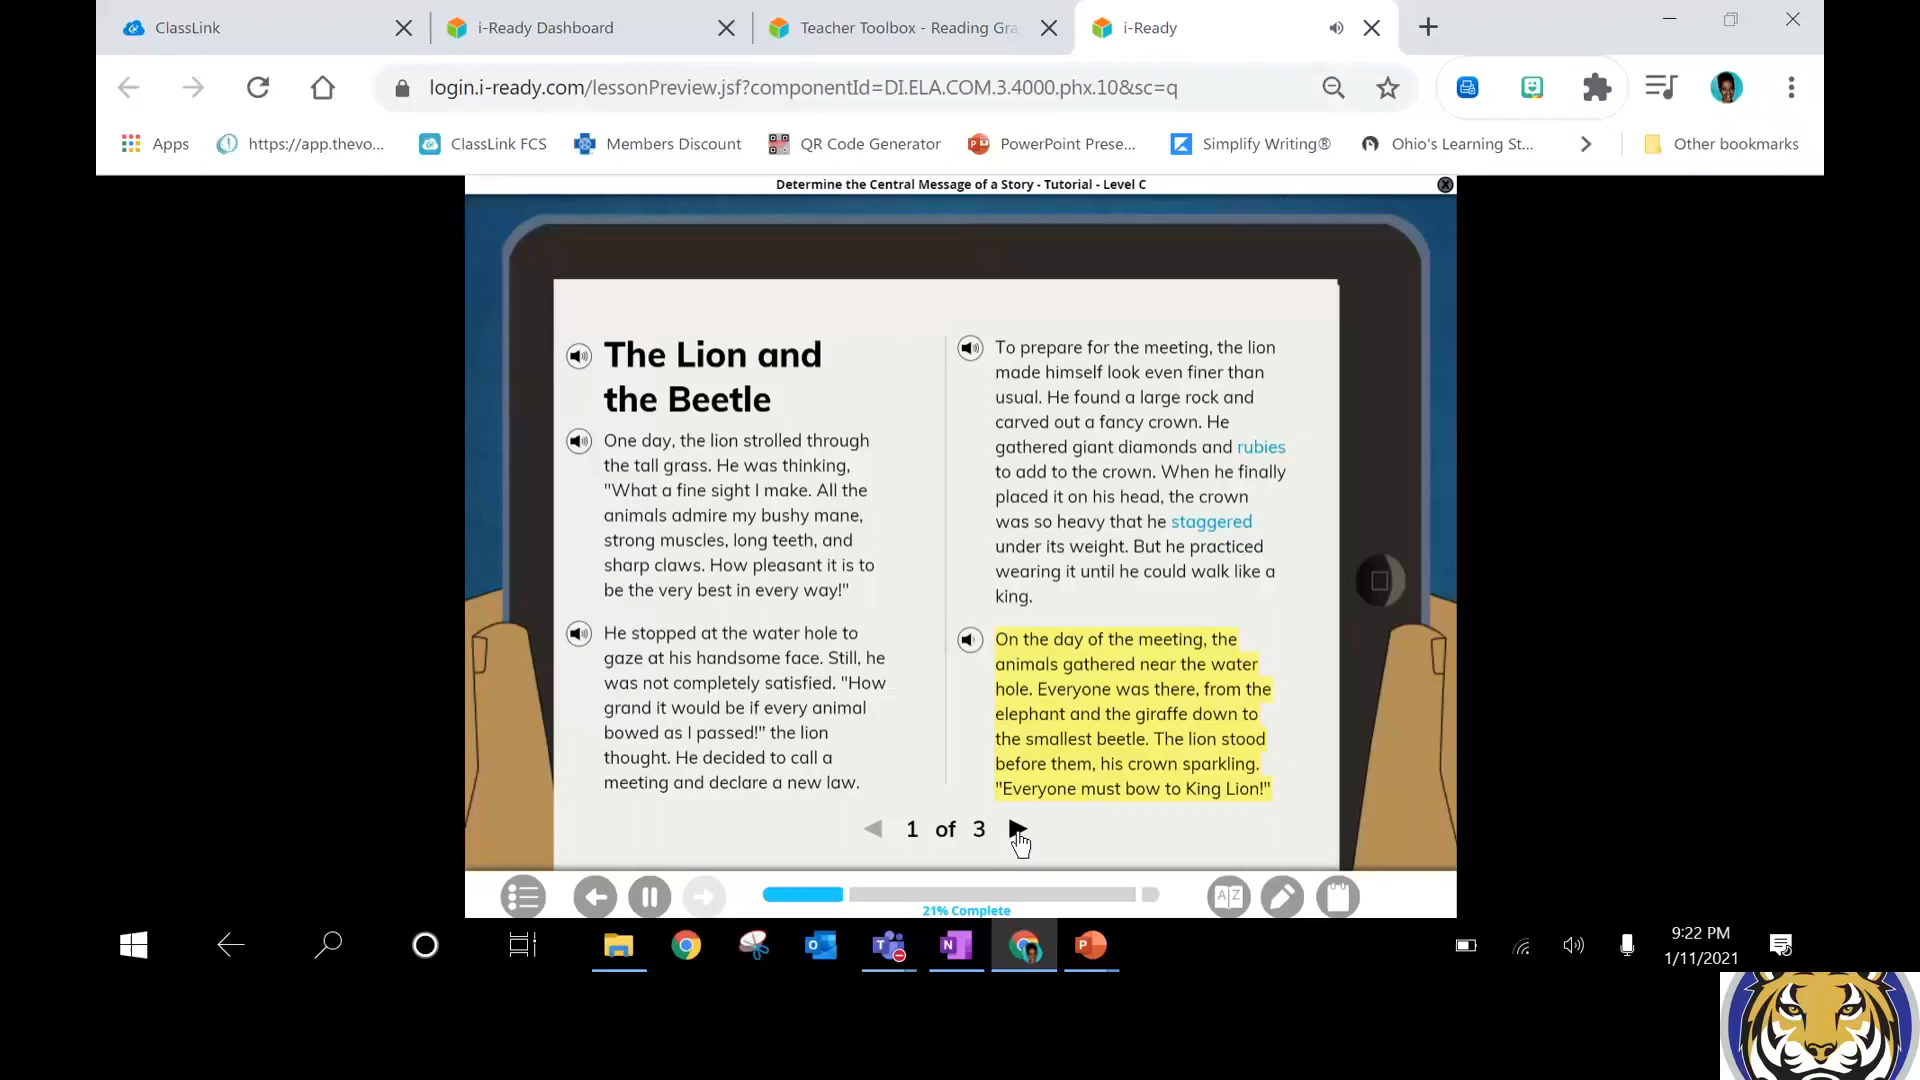 ClassLink
i-Ready Dashboard
Teacher Toolbox - Reading Gra
i-Ready
login.i-ready.com/lessonPreview.jsf?componentId=DI.ELA.COM.3.4000.phx.10&sc=q
Apps
https://app.thevo...
ClassLink FCS
Members Discount
QR Code Generator
PowerPoint Prese...
Simplify Writing®
Ohio's Learning St...
Other bookmarks
Determine the Central Message of a Story - Tutorial - Level C
The Lion and
the Beetle
One day, the lion strolled through
the tall grass. He was thinking,
"What a fine sight I make. All the
animals admire my bushy mane,
strong muscles, long teeth, and
sharp claws. How pleasant it is to
be the very best in every way!"
He stopped at the water hole to
gaze at his handsome face. Still, he
was not completely satisfied. "How
grand it would be if every animal
bowed as I passed!" the lion
thought. He decided to call a
meeting and declare a new law.
To prepare for the meeting, the lion
made himself look even finer than
usual. He found a large rock and
carved out a fancy crown. He
gathered giant diamonds and rubies
to add to the crown. When he finally
placed it on his head, the crown
was so heavy that he staggered
under its weight. But he practiced
wearing it until he could walk like a
king.
On the day of the meeting, the
animals gathered near the water
hole. Everyone was there, from the
elephant and the giraffe down to
the smallest beetle. The lion stood
before them, his crown sparkling.
"Everyone must bow to King Lion!"
1 of 3
21% Complete
A Z
9:22 PM
1/11/2021